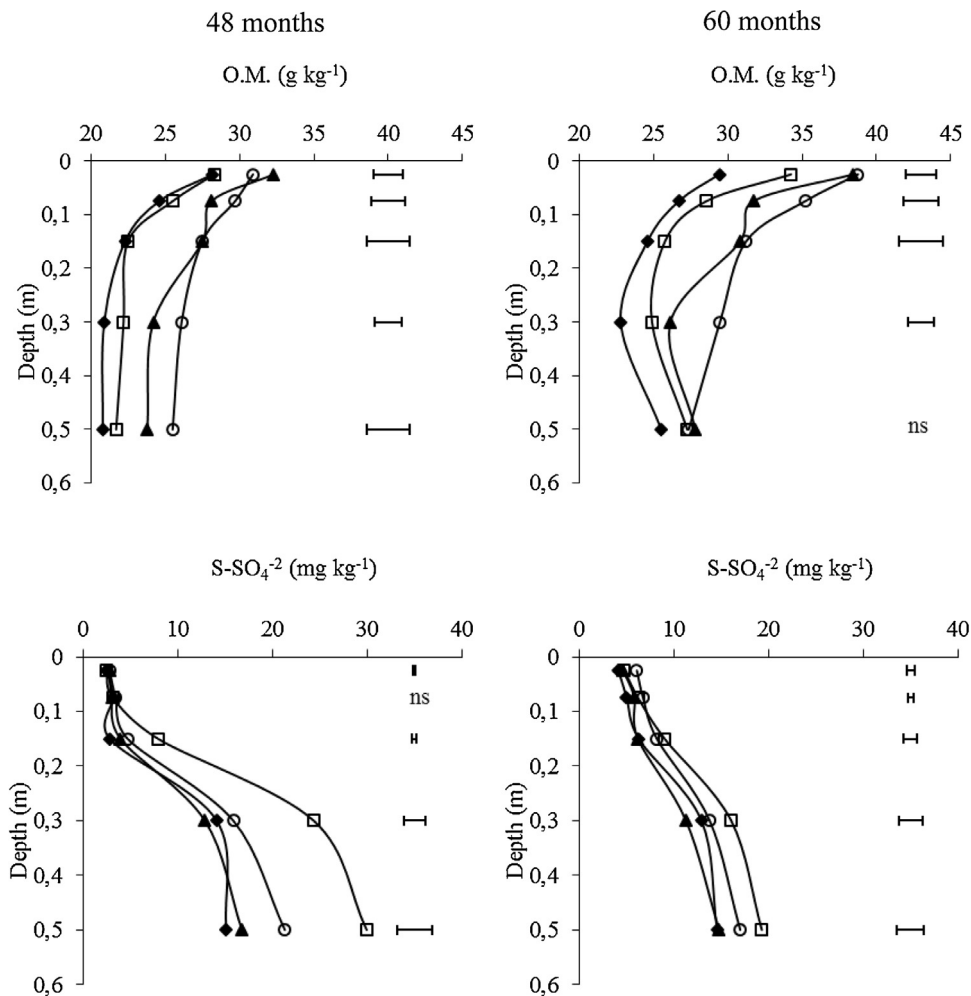 48 months 60 months
O.M. (g kg⁻¹) O.M. (g kg⁻¹)
20 25 30 35 40 45 20 25 31 36 42 45
0 0
0,1 0,1
0,2 0,2
Depth (m) Depth (m)
0,3 0,3
0,4 0,4
0,5 ns 0,5
0,6 0,6
S-SO₄⁻² (mg kg⁻¹) S-SO₄⁻² (mg kg⁻¹)
0 10 20 30 40 0 10 20 30 40
0 0
0,1 ns 0,1
0,2 0,2
Depth (m) Depth (m)
0,3 0,3
0,4 0,4
0,5 0,5
0,6 0,6